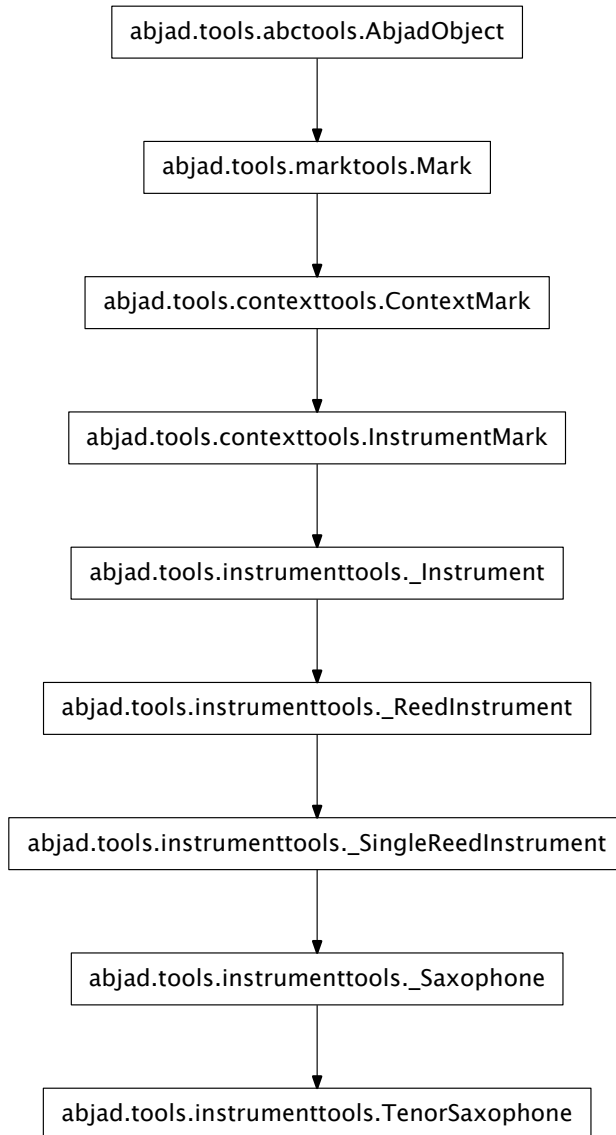 abjad.tools.abctools.AbjadObject
abjad.tools.marktools.Mark
abjad.tools.contexttools.ContextMark
abjad.tools.contexttools.InstrumentMark
abjad.tools.instrumenttools._Instrument
abjad.tools.instrumenttools._ReedInstrument
abjad.tools.instrumenttools._SingleReedInstrument
abjad.tools.instrumenttools._Saxophone
abjad.tools.instrumenttools.TenorSaxophone